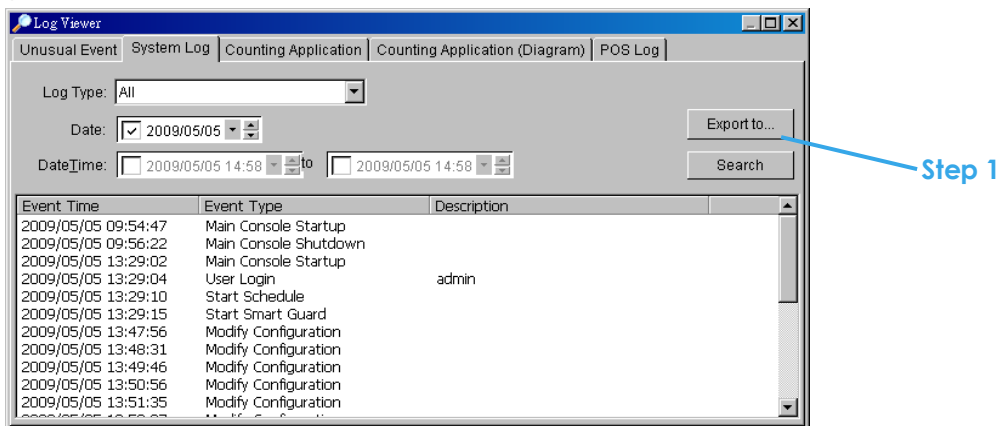 Log Viewer
Unusual Event System Log Counting Application Counting Application (Diagram) POS Log
Log Type: All
Date: 2009/05/05
Export to...
DateTime: 2009/05/05 14:58 to 2009/05/05 14:58
Search
Step 1
Event Time Event Type Description
2009/05/05 09:54:47 Main Console Startup
2009/05/05 09:56:22 Main Console Shutdown
2009/05/05 13:29:02 Main Console Startup
2009/05/05 13:29:04 User Login admin
2009/05/05 13:29:10 Start Schedule
2009/05/05 13:29:15 Start Smart Guard
2009/05/05 13:47:56 Modify Configuration
2009/05/05 13:48:31 Modify Configuration
2009/05/05 13:49:46 Modify Configuration
2009/05/05 13:50:56 Modify Configuration
2009/05/05 13:51:35 Modify Configuration